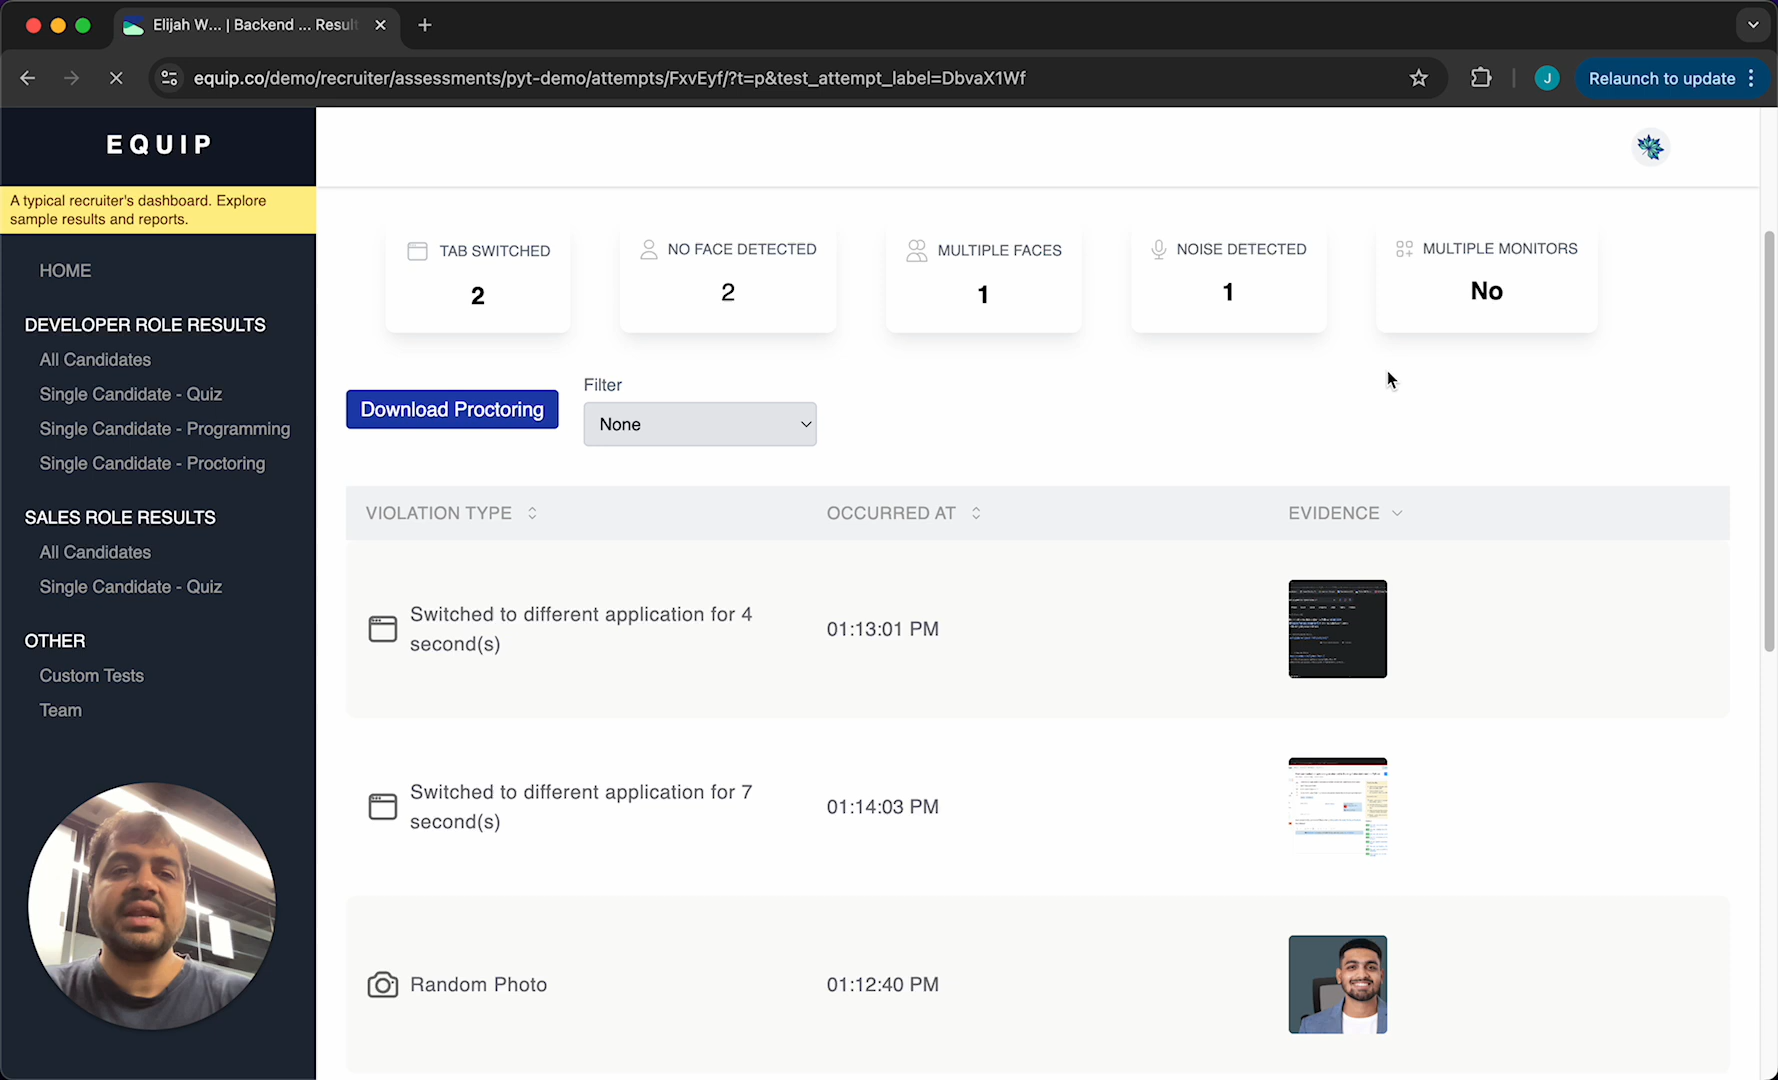 Elijah W... | Backend ... Result
equip.co/demo/recruiter/assessments/pyt-demo/attempts/FxvEyf/?t=p&test_attempt_label=DbvaX1Wf
J
Relaunch to update
EQUIP
A typical recruiter's dashboard. Explore
sample results and reports.
HOME
DEVELOPER ROLE RESULTS
All Candidates
Single Candidate - Quiz
Single Candidate - Programming
Single Candidate - Proctoring
SALES ROLE RESULTS
All Candidates
Single Candidate - Quiz
OTHER
Custom Tests
Team
TAB SWITCHED
2
NO FACE DETECTED
2
MULTIPLE FACES
1
NOISE DETECTED
1
MULTIPLE MONITORS
No
Download Proctoring
Filter
None
VIOLATION TYPE
OCCURRED AT
EVIDENCE
Switched to different application for 4
second(s)
01:13:01 PM
Switched to different application for 7
second(s)
01:14:03 PM
Random Photo
01:12:40 PM